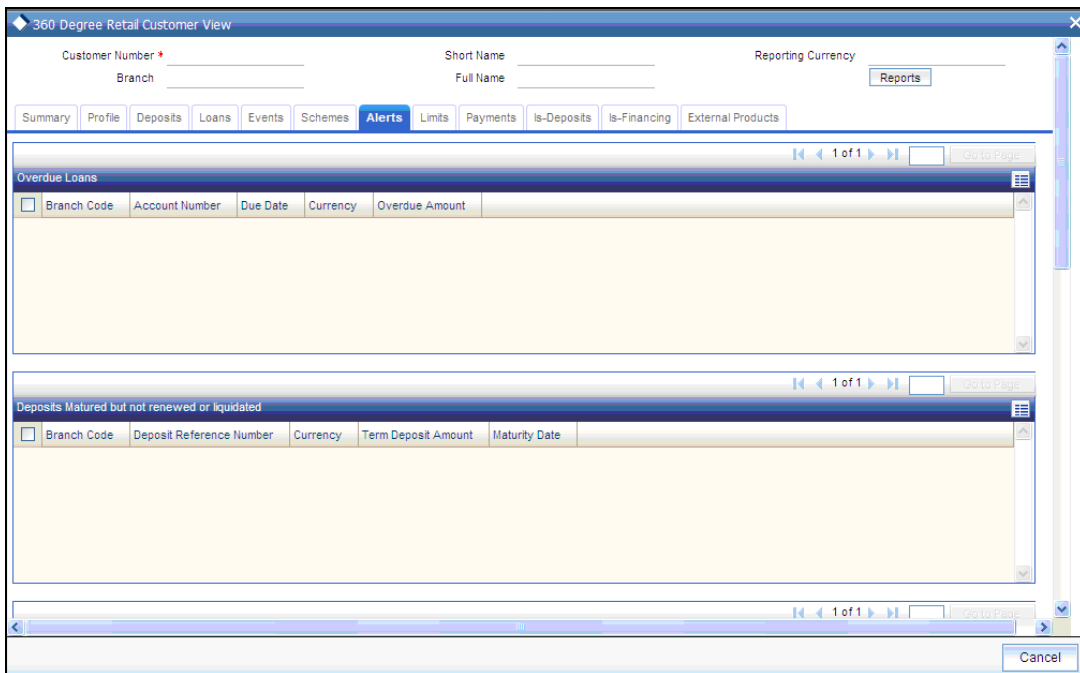 360 Degree Retail Customer View
Customer Number * Short Name Reporting Currency
Branch Full Name Reports
Summary Profile Deposits Loans Events Schemes Alerts Limits Payments Is-Deposits Is-Financing External Products
1 of 1 Go to Page
Overdue Loans
Branch Code Account Number Due Date Currency Overdue Amount
1 of 1 Go to Page
Deposits Matured but not renewed or liquidated
Branch Code Deposit Reference Number Currency Term Deposit Amount Maturity Date
1 of 1 Go to Page
Cancel